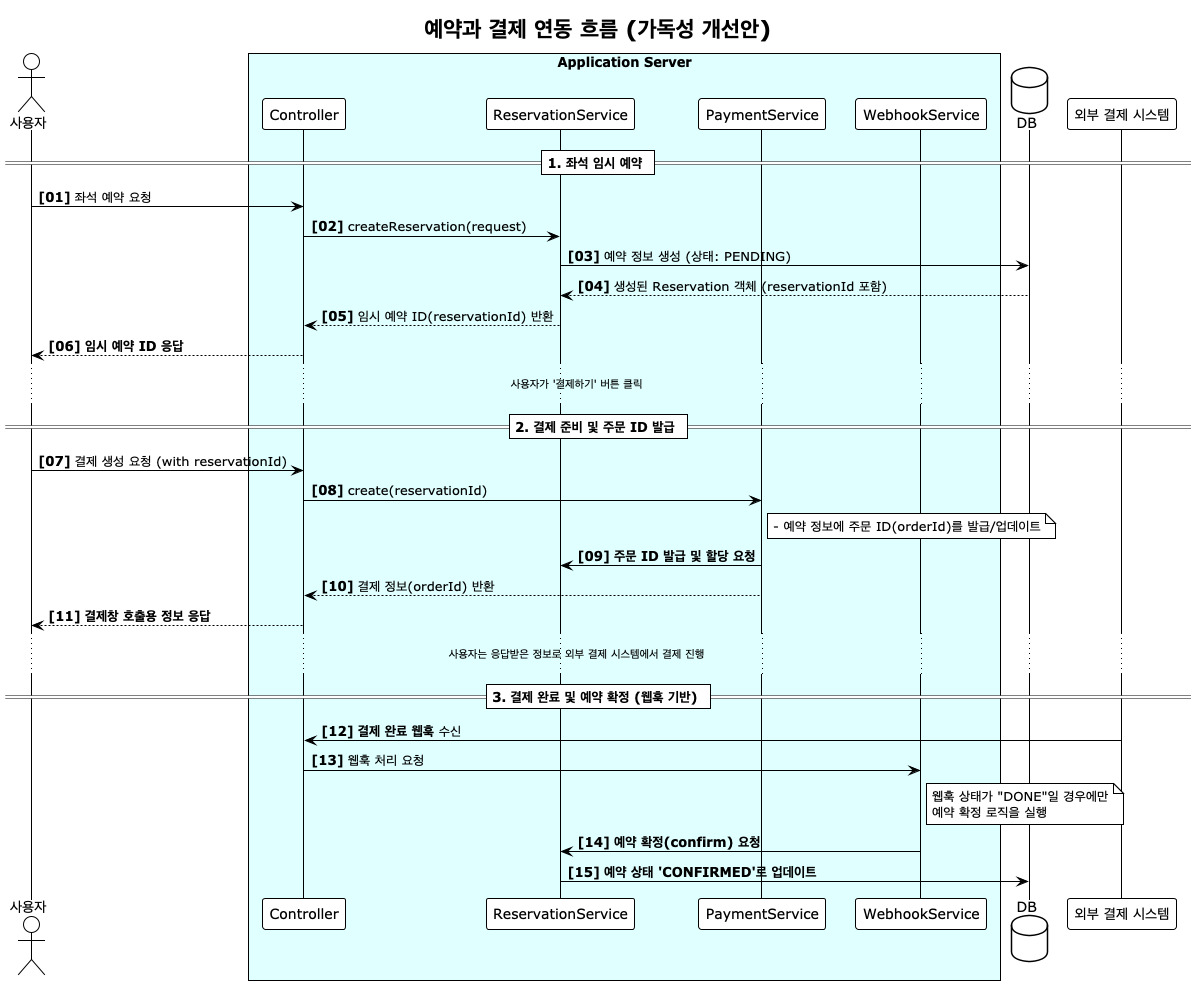 예약과 결제 연동 흐름 (가독성 개선안)
Application Server
사용자
Controller
ReservationService
PaymentService
WebhookService
DB
외부 결제 시스템
1. 좌석 임시 예약
[01] 좌석 예약 요청
[02] createReservation(request)
[03] 예약 정보 생성 (상태: PENDING)
[04] 생성된 Reservation 객체 (reservationId 포함)
[05] 임시 예약 ID(reservationId) 반환
[06] 임시 예약 ID 응답
사용자가 '결제하기' 버튼 클릭
2. 결제 준비 및 주문 ID 발급
[07] 결제 생성 요청 (with reservationId)
[08] create(reservationId)
- 예약 정보에 주문 ID(orderId)를 발급/업데이트
[09] 주문 ID 발급 및 할당 요청
[10] 결제 정보(orderId) 반환
[11] 결제창 호출용 정보 응답
사용자는 응답받은 정보로 외부 결제 시스템에서 결제 진행
3. 결제 완료 및 예약 확정 (웹훅 기반)
[12] 결제 완료 웹훅 수신
[13] 웹훅 처리 요청
웹훅 상태가 "DONE"일 경우에만
예약 확정 로직을 실행
[14] 예약 확정(confirm) 요청
[15] 예약 상태 'CONFIRMED'로 업데이트
사용자
Controller
ReservationService
PaymentService
WebhookService
DB
외부 결제 시스템